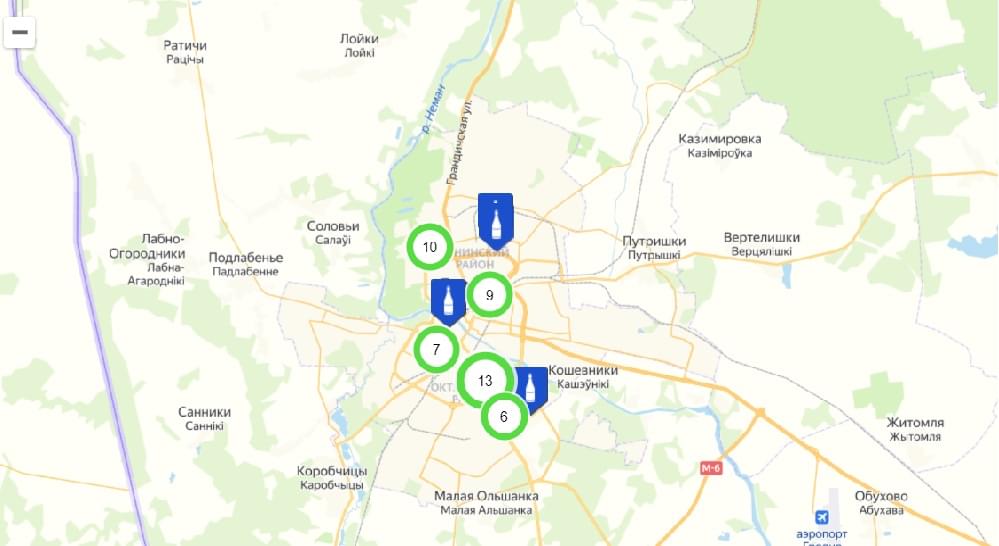 Лойки
Лойкі
Ратичи
Рацічы
р. Неман
Грандичская ул.
Казимировка
Казіміроўка
Соловьи
Салаўі
Лабно-
Огородники
Лабна-
Агароднікі
Подлабенье
Падлабенне
10
НИНСКИЙ
РАЙОН
Путришки
Путрышкі
Вертелишки
Верцялішкі
9
7
13
ОКТ
6
Кошевники
Кашэўнікі
Санники
Саннікі
Житомля
Жытомля
Коробчицы
Каробчыцы
М-6
Малая Ольшанка
Малая Альшанка
Обухово
Абухава
аэропорт